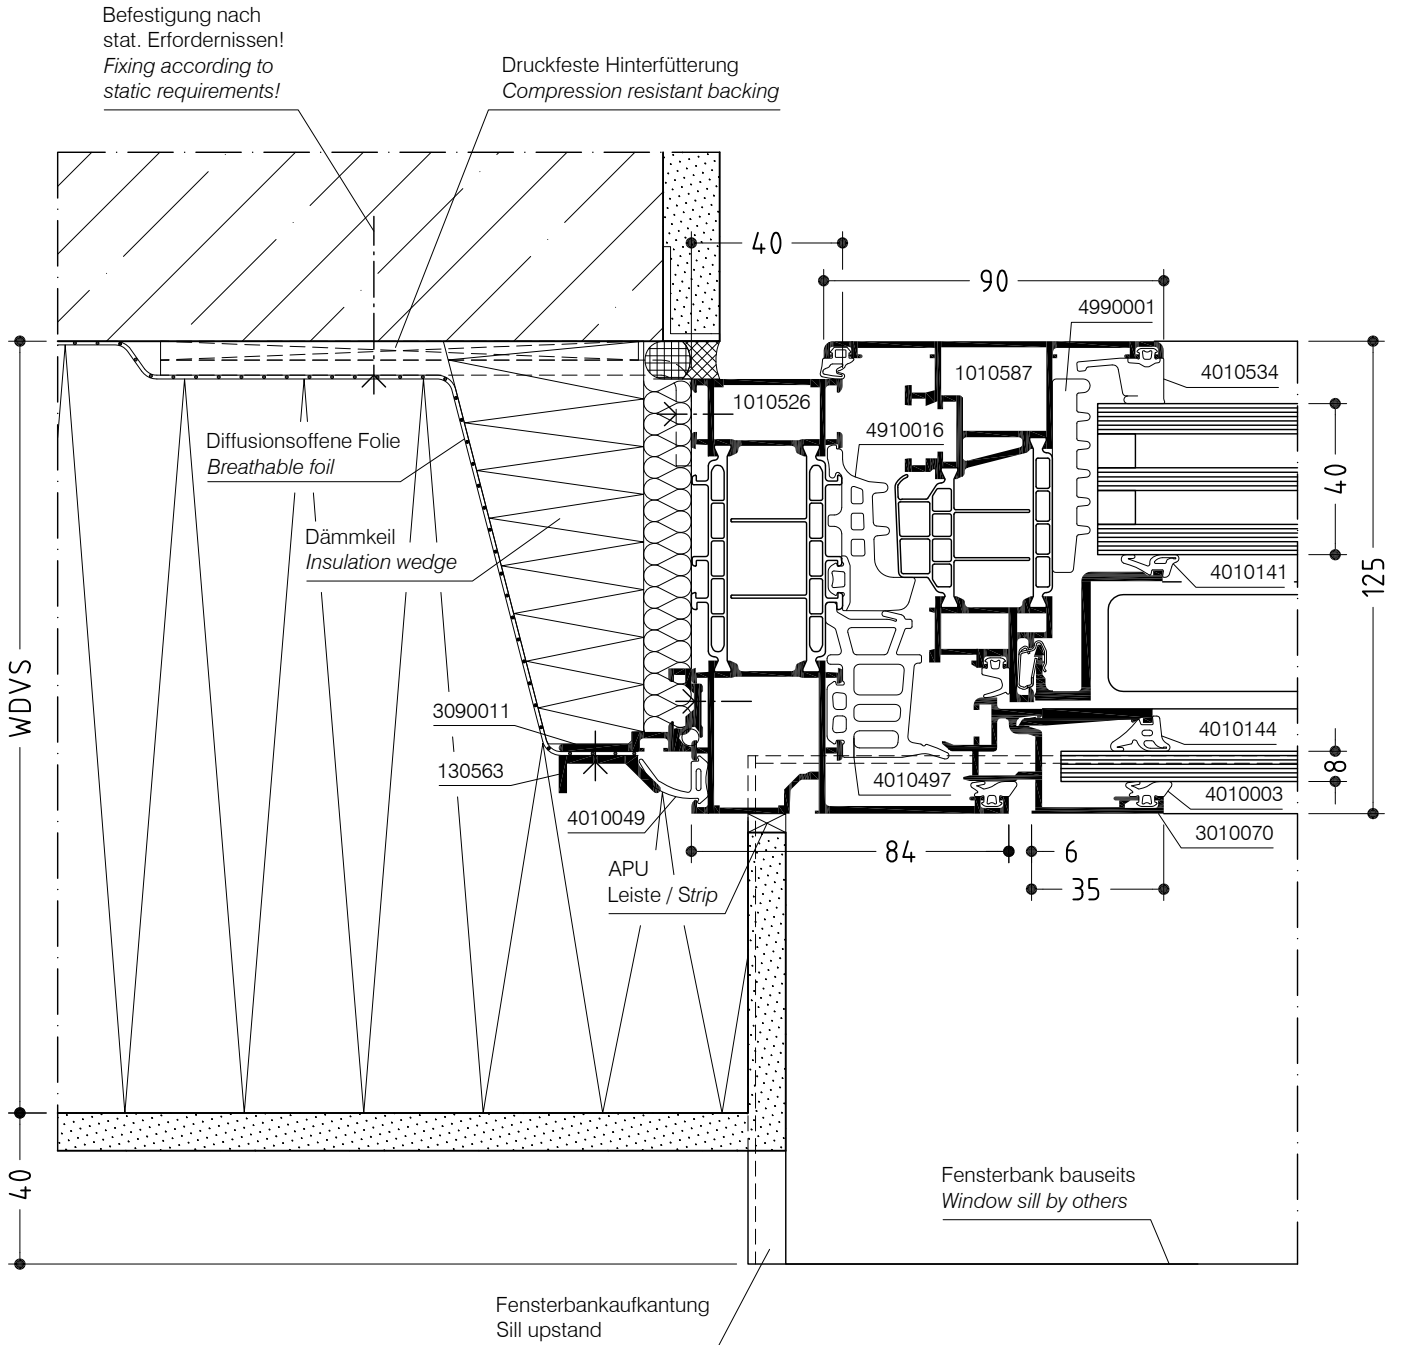 Befestigung nach
stat. Erfordernissen!
Fixing according to
static requirements!
Druckfeste Hinterfütterung
Compression resistant backing
40
90
4990001
1010587
4010534
1010526
4910016
Diffusionsoffene Folie
Breathable foil
40
Dämmkeil
Insulation wedge
4010141
125
WDVS
3090011
4010144
130563
4010497
8
4010003
4010049
3010070
84
6
APU
Leiste / Strip
35
40
Fensterbank bauseits
Window sill by others
Fensterbankaufkantung
Sill upstand